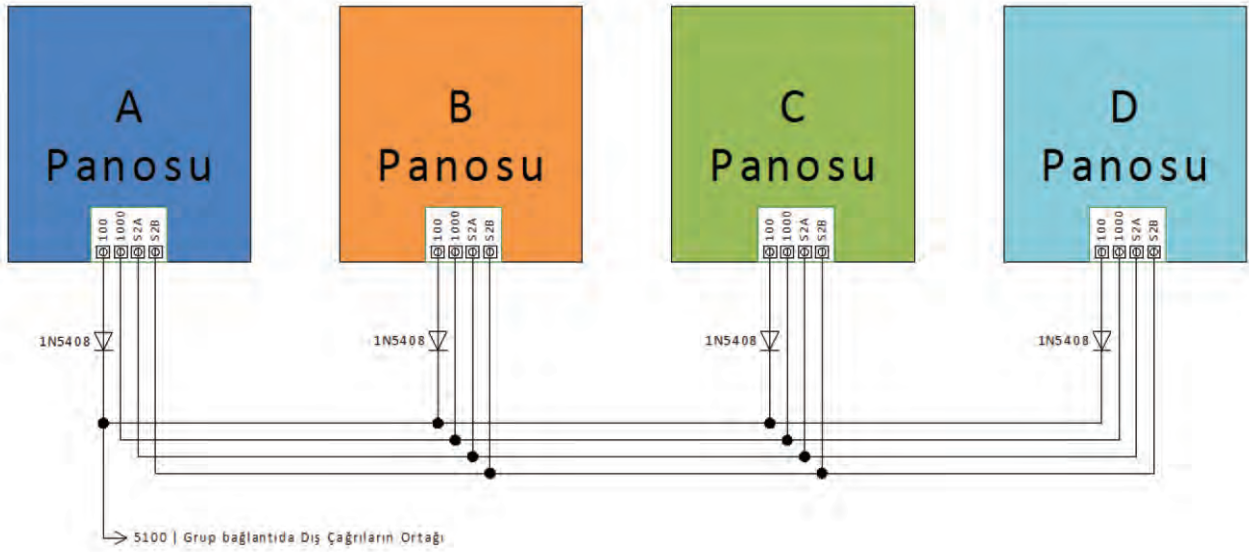 A
Panosu
B
Panosu
C
Panosu
D
Panosu
100
1000
S2A
S2B
100
1000
S2A
S2B
100
1000
S2A
S2B
100
1000
S2A
S2B
1N5408
1N5408
1N5408
1N5408
5100 | Grup bağlantıda Dış Çağrıların Ortağı